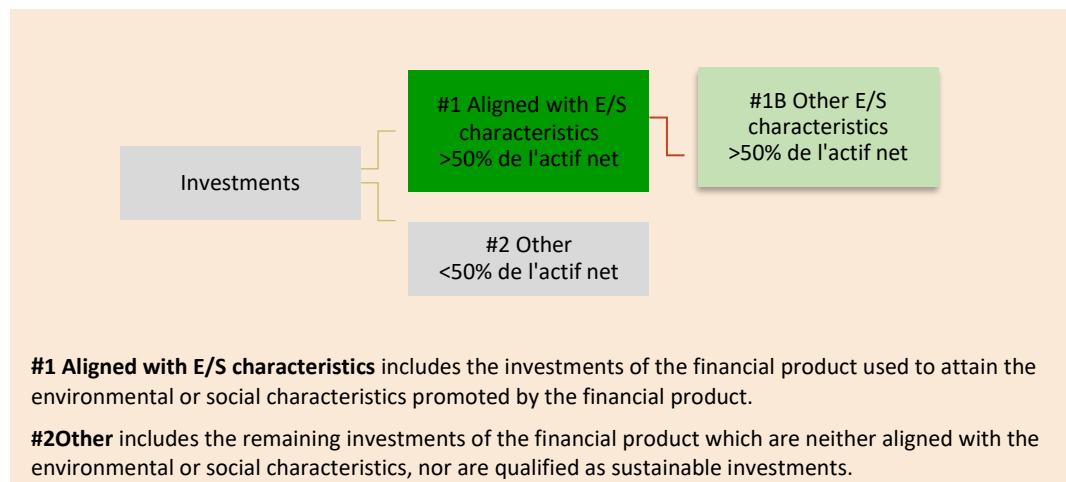 #1 Aligned with E/S
characteristics
>50% de l'actif net
#1B Other E/S
characteristics
>50% de l'actif net
Investments
#2 Other
<50% de l'actif net
#1 Aligned with E/S characteristics includes the investments of the financial product used to attain the
environmental or social characteristics promoted by the financial product.
#2Other includes the remaining investments of the financial product which are neither aligned with the
environmental or social characteristics, nor are qualified as sustainable investments.